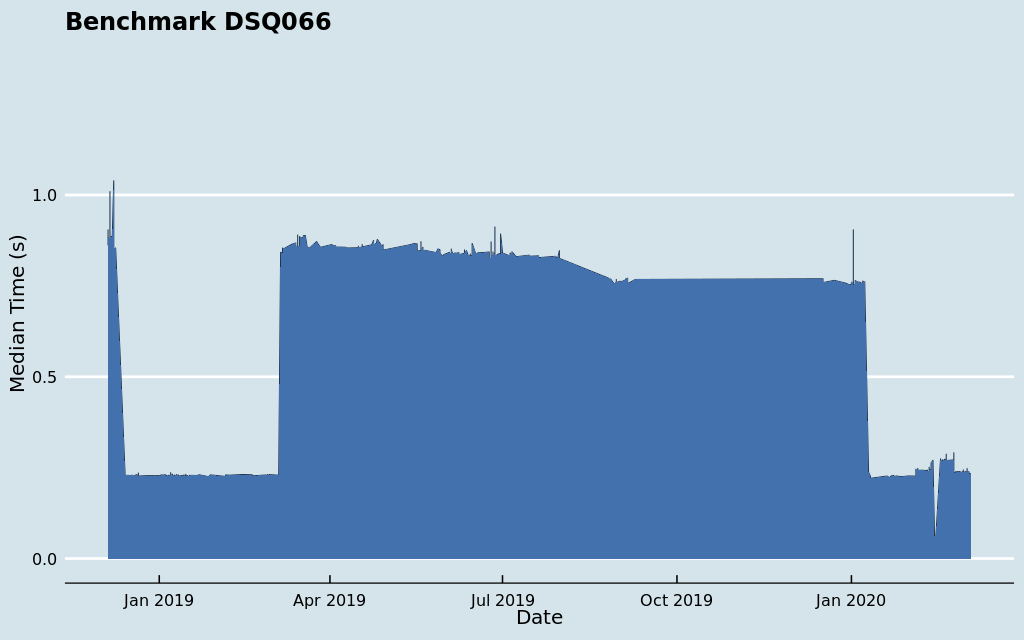 Benchmark DSQ066
Median Time (s)
1.0
0.5
0.0
Jan 2019
Apr 2019
Jul 2019
Oct 2019
Jan 2020
Date